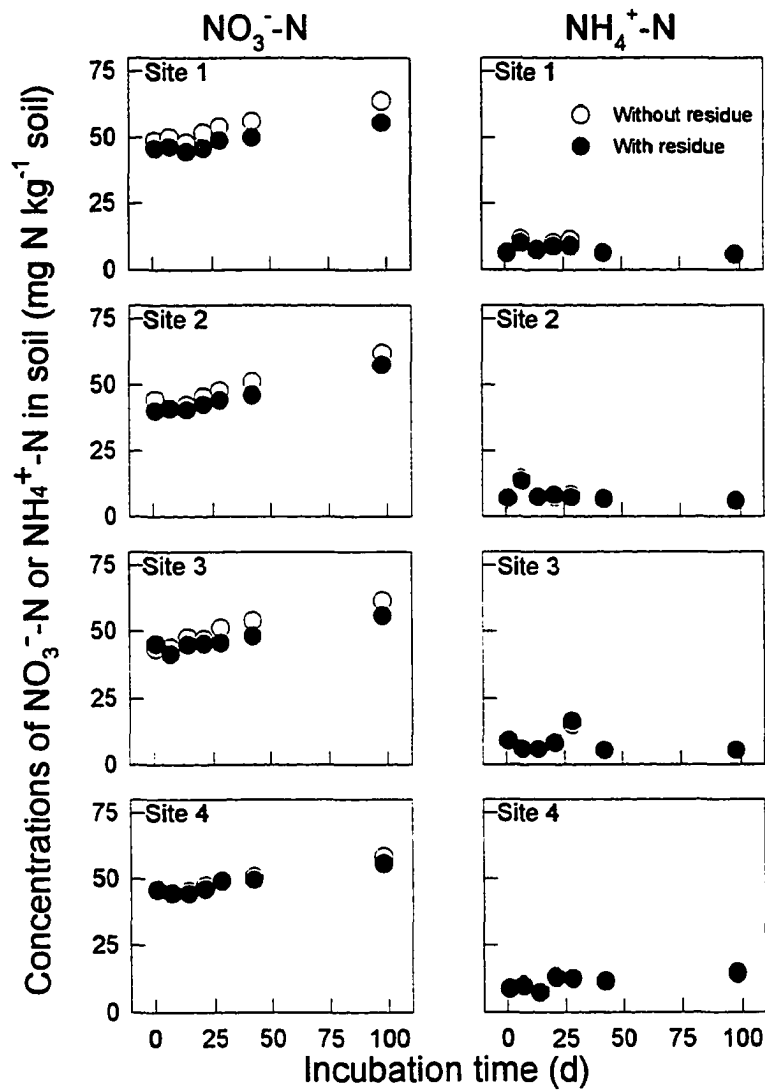 NO₃⁻-N
NH₄⁺-N
Concentrations of NO₃⁻-N or NH₄⁺-N in soil (mg N kg⁻¹ soil)
75
Site 1
50
25
0
Site 1
Without residue
With residue
75
Site 2
50
25
0
Site 2
75
Site 3
50
25
0
Site 3
75
Site 4
50
25
0
Site 4
0 25 50 75 100
0 25 50 75 100
Incubation time (d)